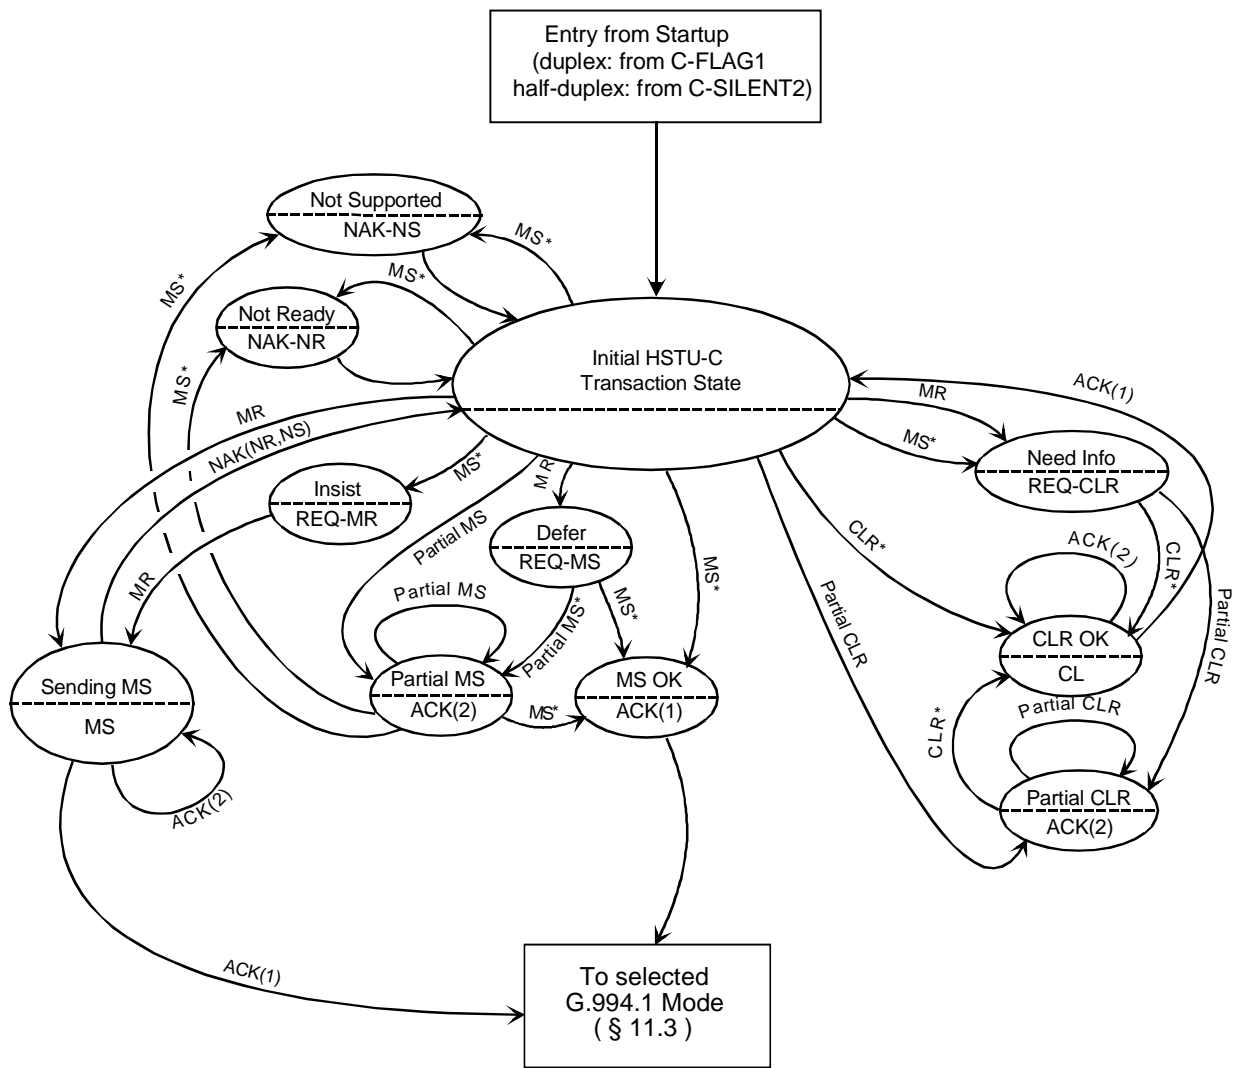 Entry from Startup
(duplex: from C-FLAG1
half-duplex: from C-SILENT2)
Not Supported
NAK-NS
MS*
MS*
MS*
Not Ready
NAK-NR
MS*
Initial HSTU-C
Transaction State
MR
NAK(NR,NS)
MS*
Insist
REQ-MR
MR
Partial MS
MR
Defer
REQ-MS
MS*
MS*
Partial MS*
Partial MS
Partial MS
ACK(2)
MS*
MS OK
ACK(1)
MR
MS*
ACK(1)
Need Info
REQ-CLR
CLR*
ACK(2)
CLR*
Partial CLR
Partial CLR
CLR OK
CL
CLR*
Partial CLR
Partial CLR
ACK(2)
Sending MS
MS
ACK(2)
ACK(1)
To selected
G.994.1 Mode
( § 11.3 )